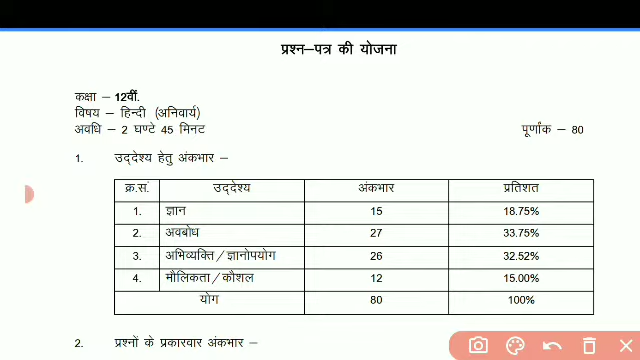 प्रश्न–पत्र की योजना
कक्षा – 12वीं.
विषय – हिन्दी (अनिवार्य)
अवधि – 2 घण्टे 45 मिनट
पूर्णांक – 80
1. उद्देश्य हेतु अंकभार –
क्र.सं. उद्देश्य अंकभार प्रतिशत
1. ज्ञान 15 18.75%
2. अवबोध 27 33.75%
3. अभिव्यक्ति/ज्ञानोपयोग 26 32.52%
4. मौलिकता/कौशल 12 15.00%
योग 80 100%
2. प्रश्नों के प्रकारवार अंकभार –